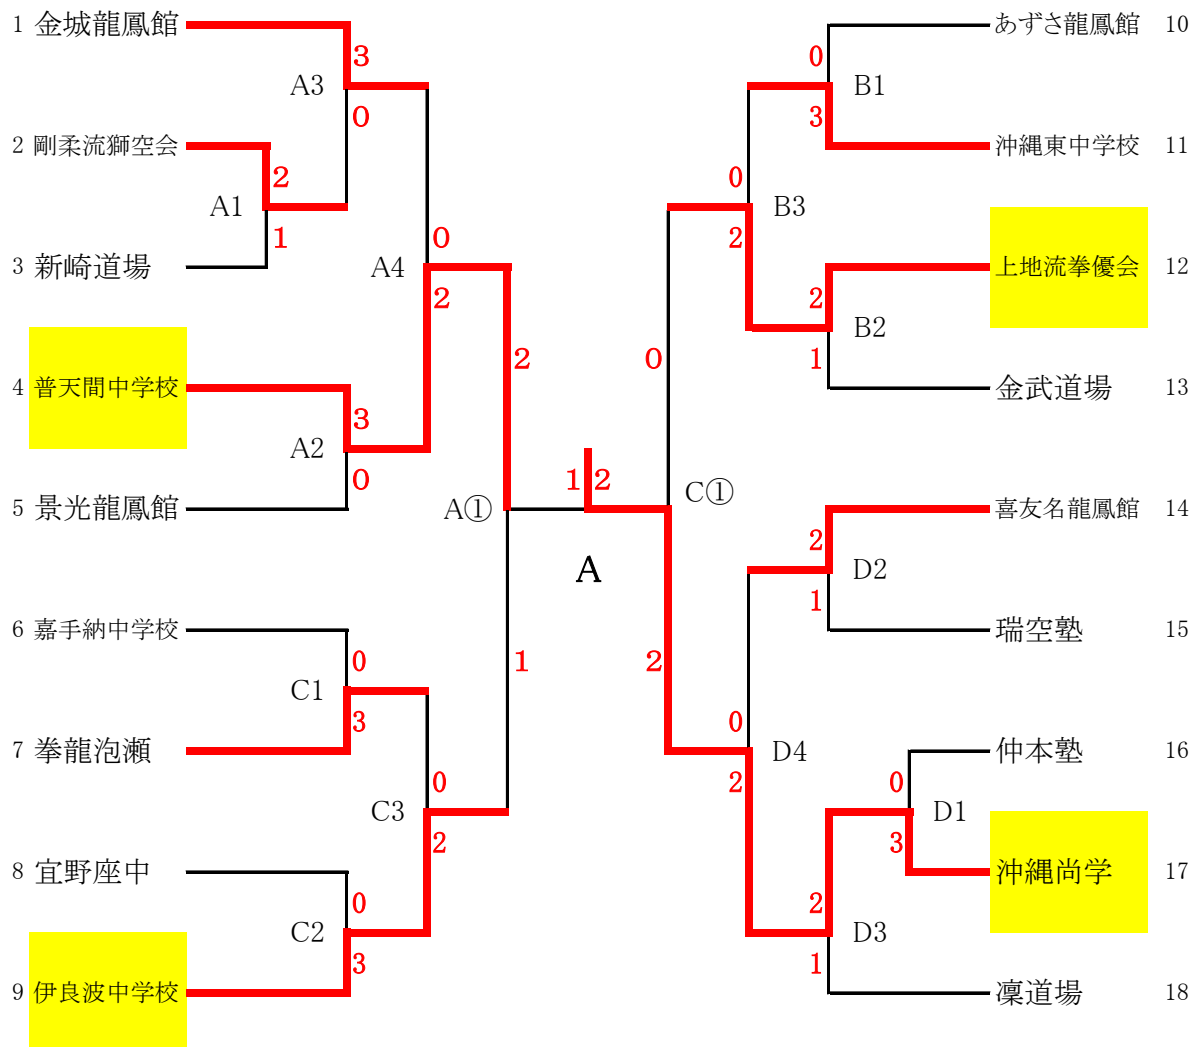 1 金城龍鳳館
3
A3
0
2 剛柔流獅空会
2
A1
1
3 新崎道場
0
A4
2
4 普天間中学校
3
A2
0
5 景光龍鳳館
2
A①
1
6 嘉手納中学校
0
C1
3
7 拳龍泡瀬
0
C3
2
8 宜野座中
0
C2
3
9 伊良波中学校
1 2
A
あずさ龍鳳館 10
0
B1
3
沖縄東中学校 11
0
B3
2
上地流拳優会 12
2
B2
1
金武道場 13
0
C①
2
喜友名龍鳳館 14
2
D2
1
瑞空塾 15
0
D4
2
仲本塾 16
0
D1
3
沖縄尚学 17
2
D3
1
凜道場 18